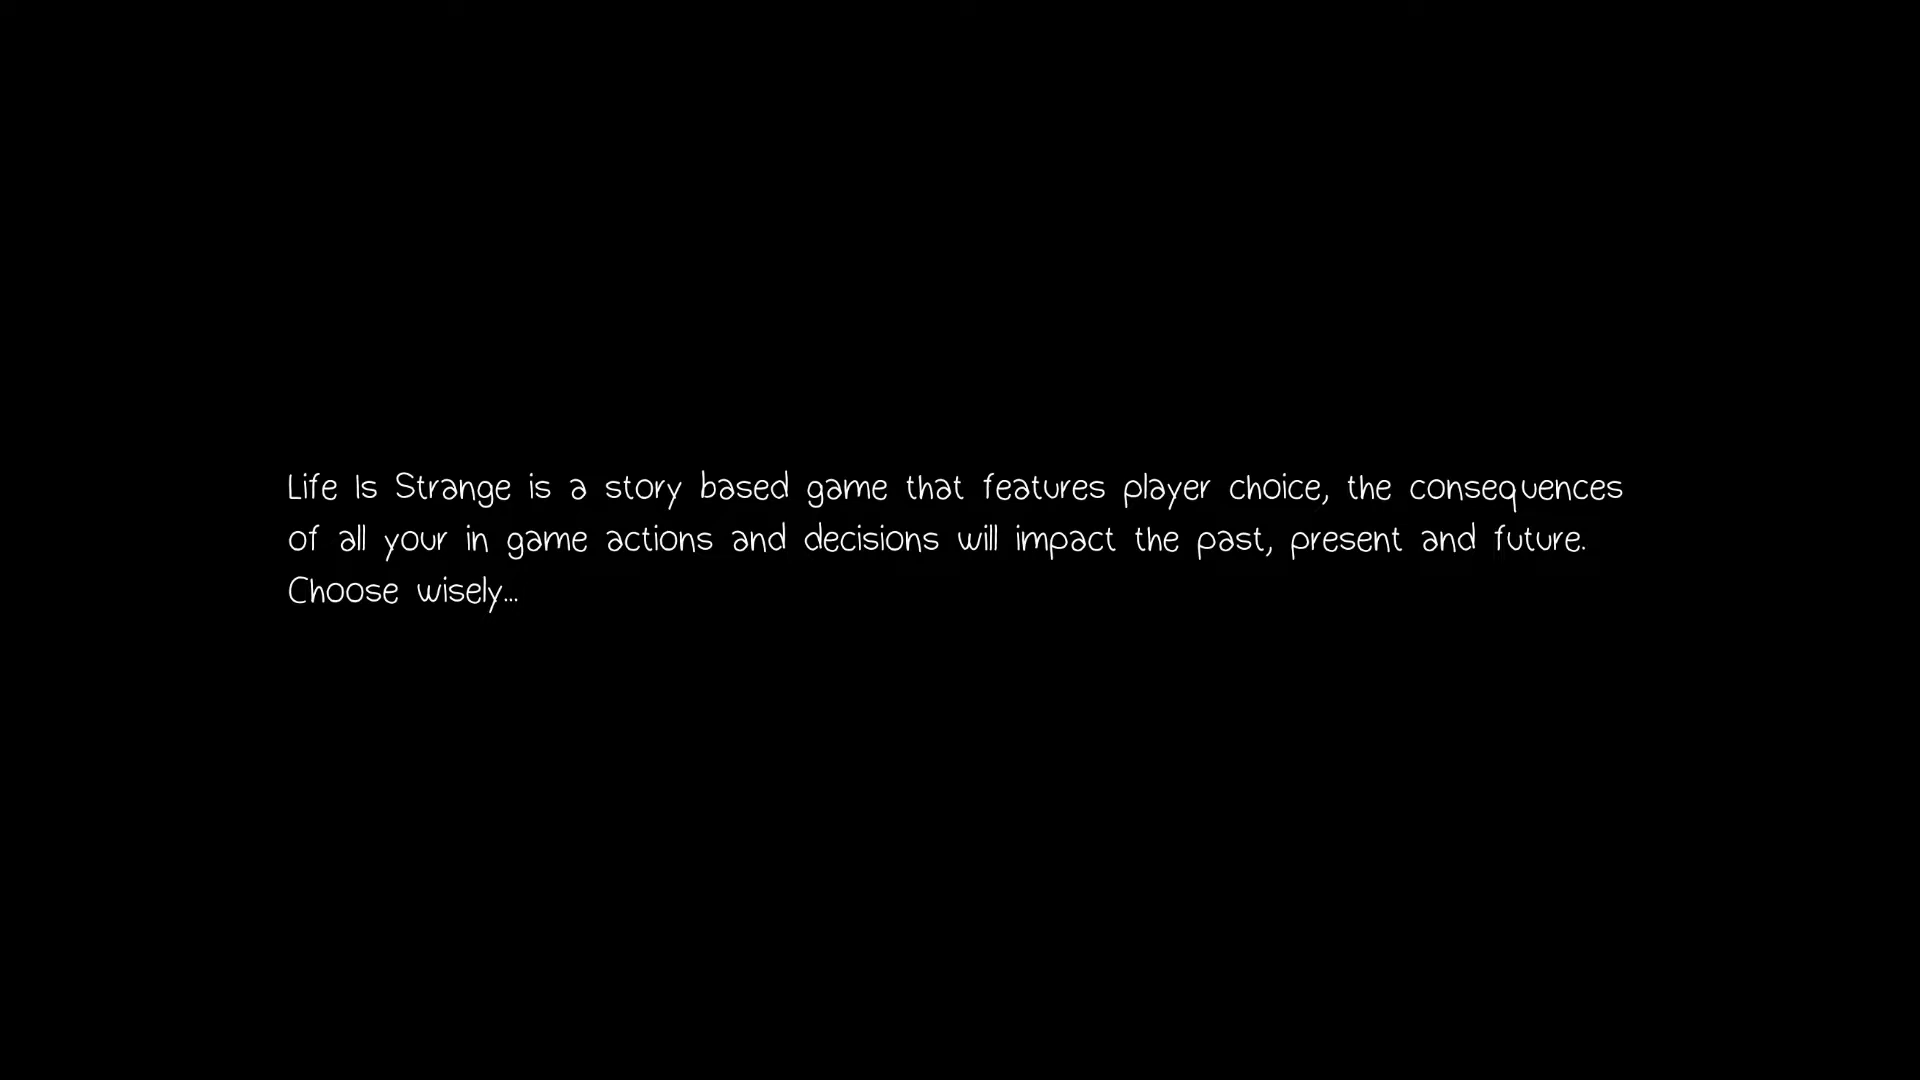 Life Is Strange is a story based game that features player choice, the consequences
of all your in game actions and decisions will impact the past, present and future.
Choose wisely...